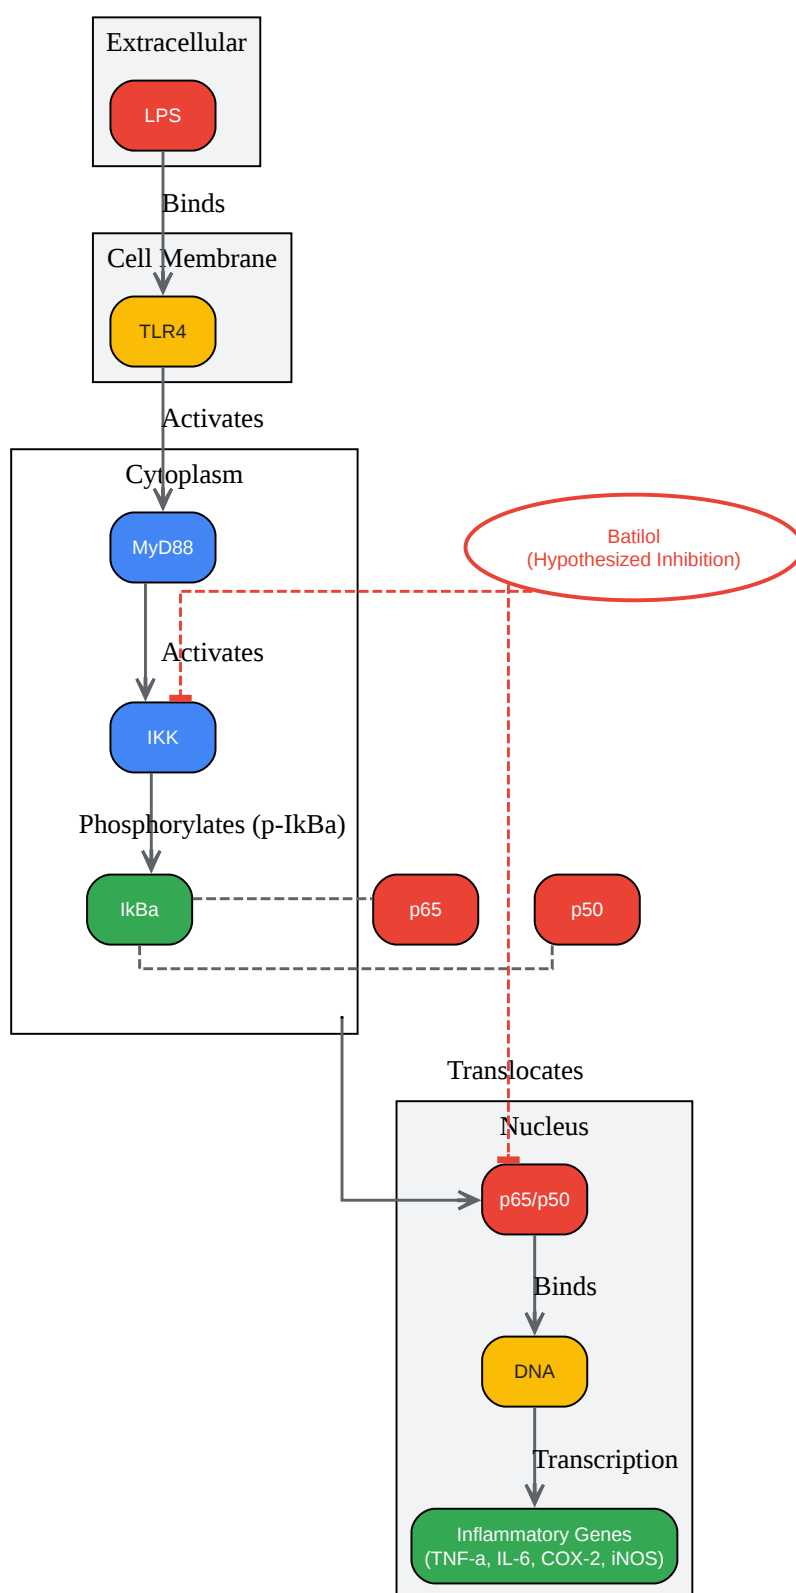 Extracellular
LPS
Binds
Cell Membrane
TLR4
Activates
Cytoplasm
MyD88
Batilol
(Hypothesized Inhibition)
Activates
IKK
Phosphorylates (p-IkBa)
IkBa
p65
p50
Translocates
Nucleus
p65/p50
Binds
DNA
Transcription
Inflammatory Genes
(TNF-a, IL-6, COX-2, iNOS)